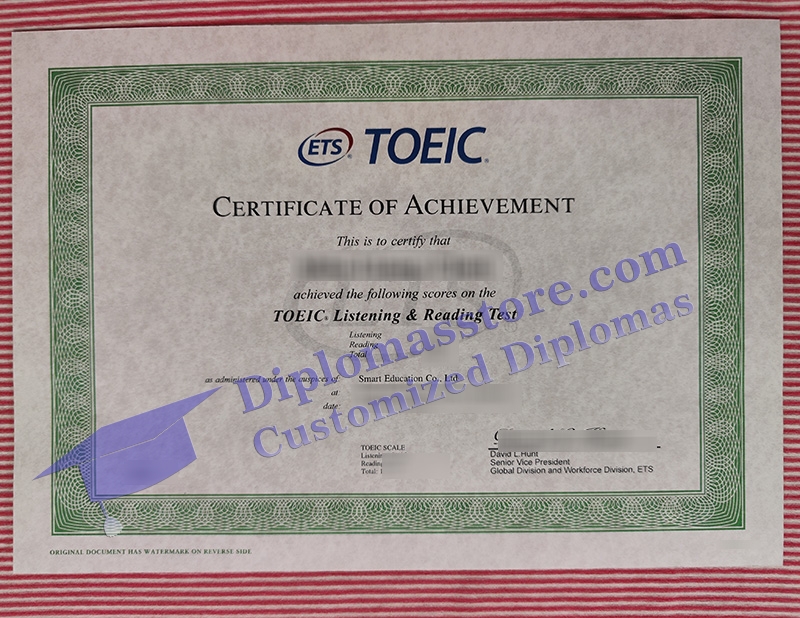 ETS® TOEIC®
CERTIFICATE OF ACHIEVEMENT
This is to certify that
achieved the following scores on the
TOEIC® Listening & Reading Test
Listening
Reading
Total
as administered under the auspices of: Smart Education Co., Ltd
at
date:
Diplomasstore.com
Customized Diplomas
TOEIC SCALE
Total:
David L.Hunt
Senior Vice President
Global Division and Workforce Division, ETS
ORIGINAL DOCUMENT HAS WATERMARK ON REVERSE SIDE